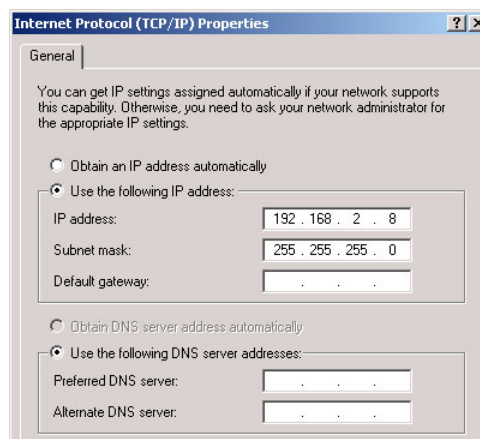 Internet Protocol (TCP/IP) Properties
General
You can get IP settings assigned automatically if your network supports
this capability. Otherwise, you need to ask your network administrator for
the appropriate IP settings.
Obtain an IP address automatically
Use the following IP address:
IP address: 192 . 168 . 2 . 8
Subnet mask: 255 . 255 . 255 . 0
Default gateway: . . .
Obtain DNS server address automatically
Use the following DNS server addresses:
Preferred DNS server: . . .
Alternate DNS server: . . .